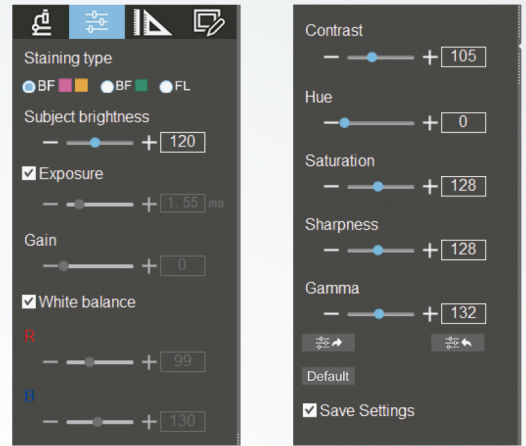 Staining type
BF BF FL
Subject brightness
120
Exposure
1.55 ms
Gain
0
White balance
R
99
B
130
Contrast
105
Hue
0
Saturation
128
Sharpness
128
Gamma
132
Default
Save Settings